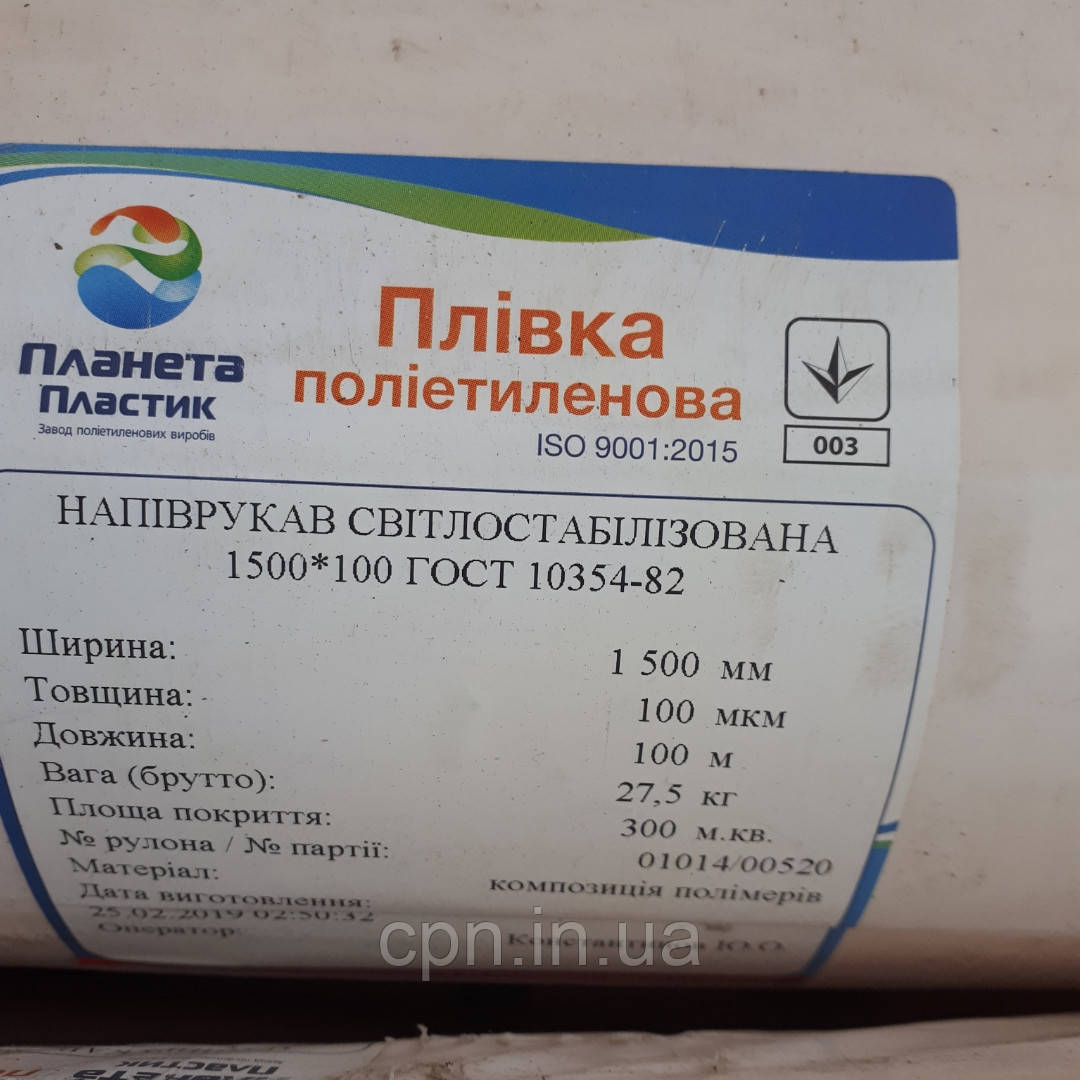 Планета
Пластик
Завод поліетиленових виробів
Плівка
поліетиленова
ISO 9001:2015
003
НАПІВРУКАВ СВІТЛОСТАБІЛІЗОВАНА
1500*100 ГОСТ 10354-82
Ширина: 1 500 мм
Товщина: 100 мкм
Довжина: 100 м
Вага (брутто): 27,5 кг
Площа покриття: 300 м.кв.
№ рулона / № партії: 01014/00520
Матеріал: композиція полімерів
Дата виготовлення:
25.02.2019 02:50:32
Оператор: Ю.О.
cpn.in.ua
Пластик